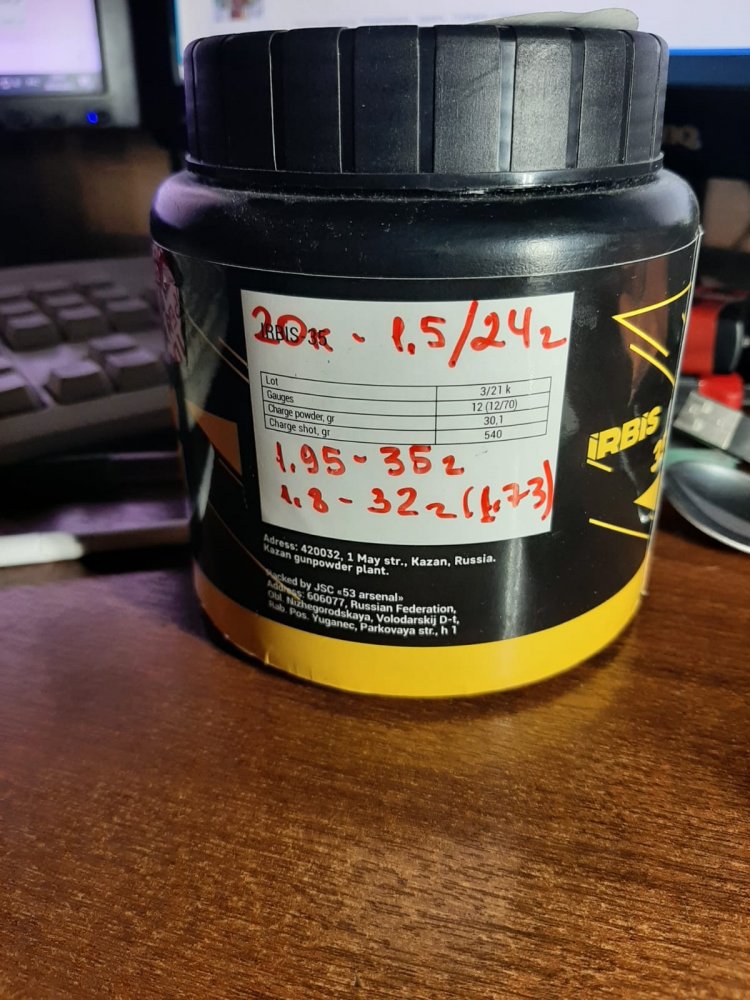 IRBIS-35
20к - 1.5/24г
Lot 3/21 k
Gauges 12 (12/70)
Charge powder, gr 30,1
Charge shot, gr 540
1.95 - 35г
1.8 - 32г (1.73)
Adress: 420032, 1 May str., Kazan, Russia.
Kazan gunpowder plant.
Packed by JSC «53 arsenal»
Address: 606077, Russian Federation,
Obl. Nizhegorodskaya, Volodarskij D-t,
Rab. Pos. Yuganec, Parkovaya str., h 1
IRBIS
35